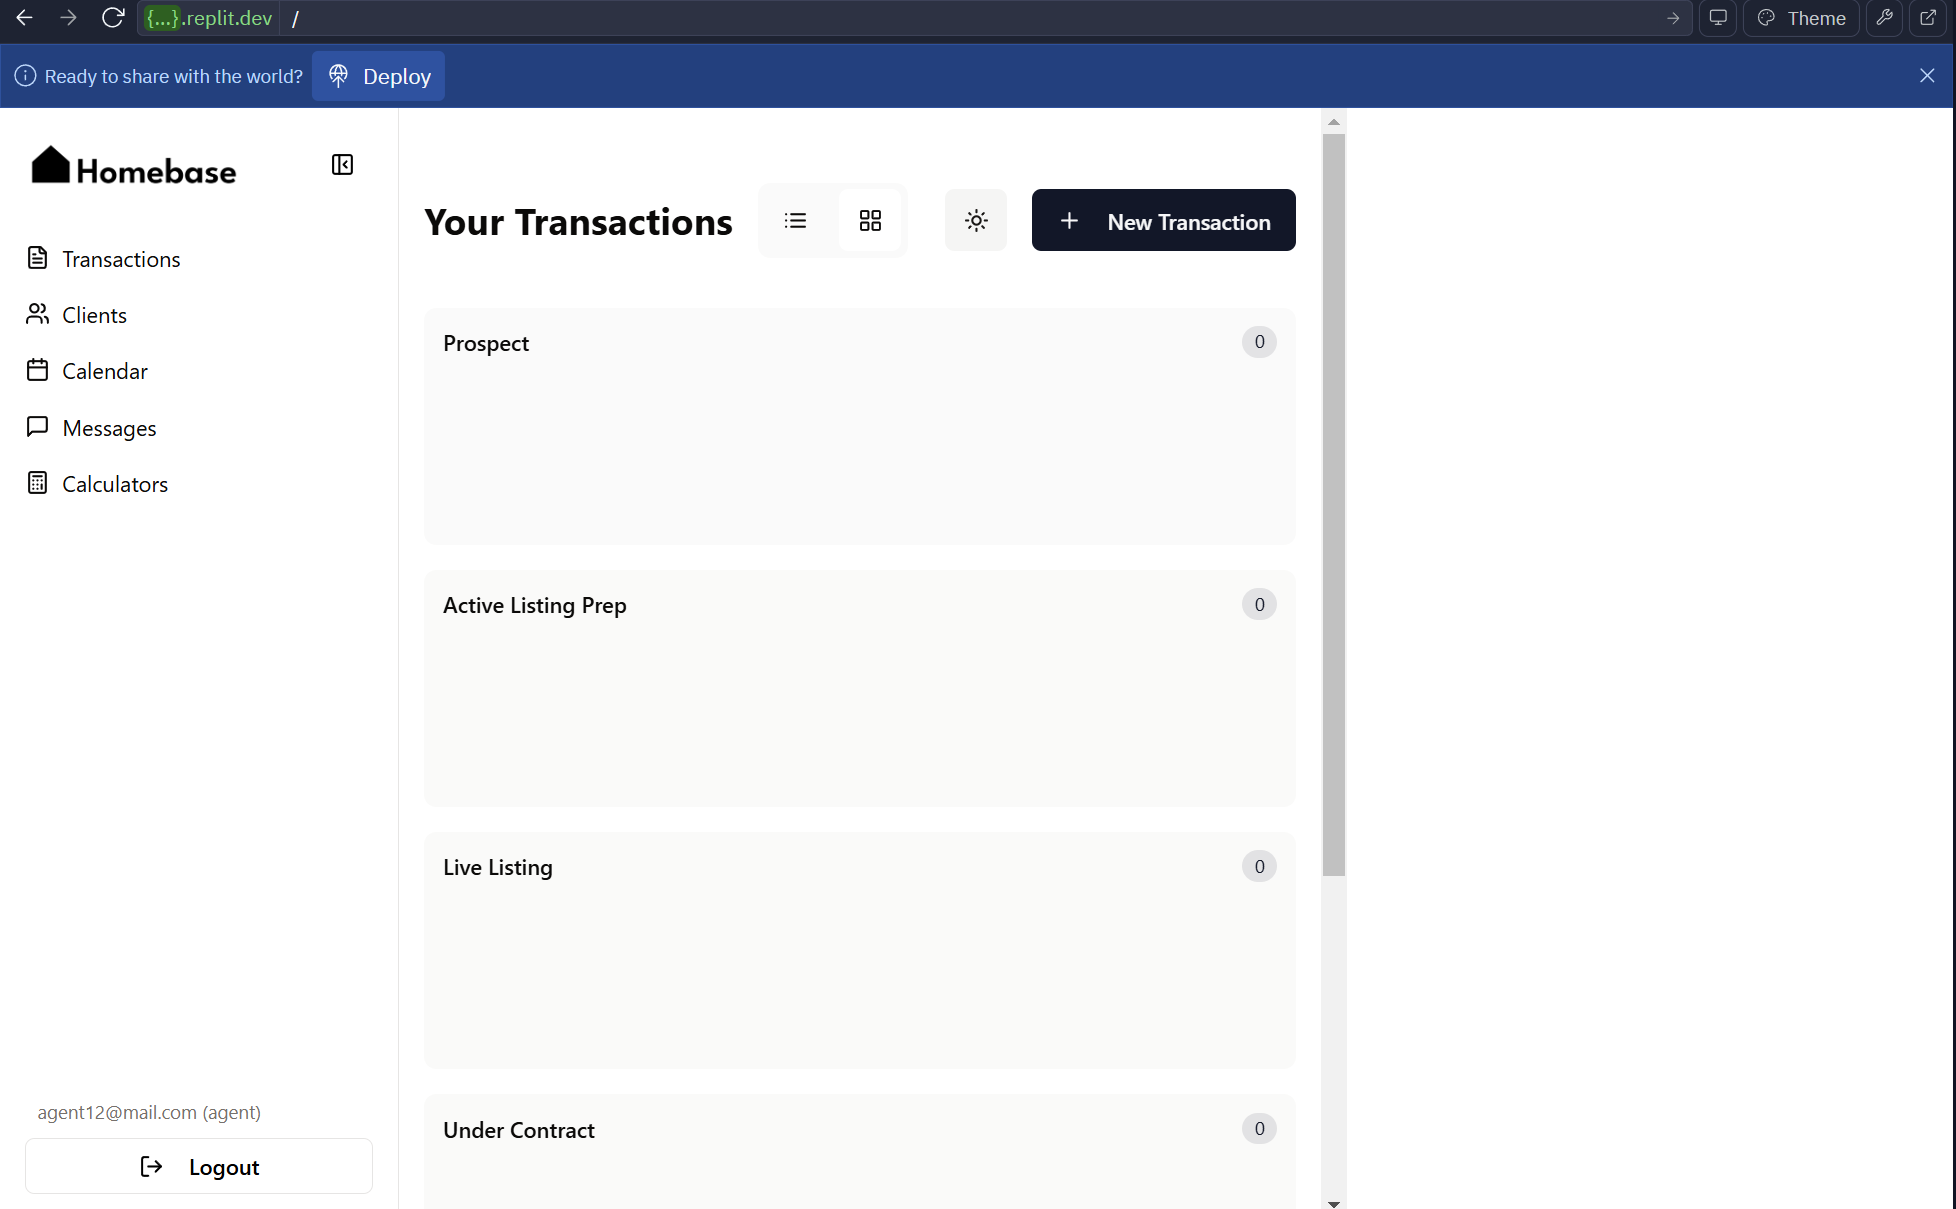 {...}.replit.dev /
Theme
Ready to share with the world?
Deploy
Homebase
Transactions
Clients
Calendar
Messages
Calculators
agent12@mail.com (agent)
Logout
Your Transactions
New Transaction
Prospect 0
Active Listing Prep 0
Live Listing 0
Under Contract 0